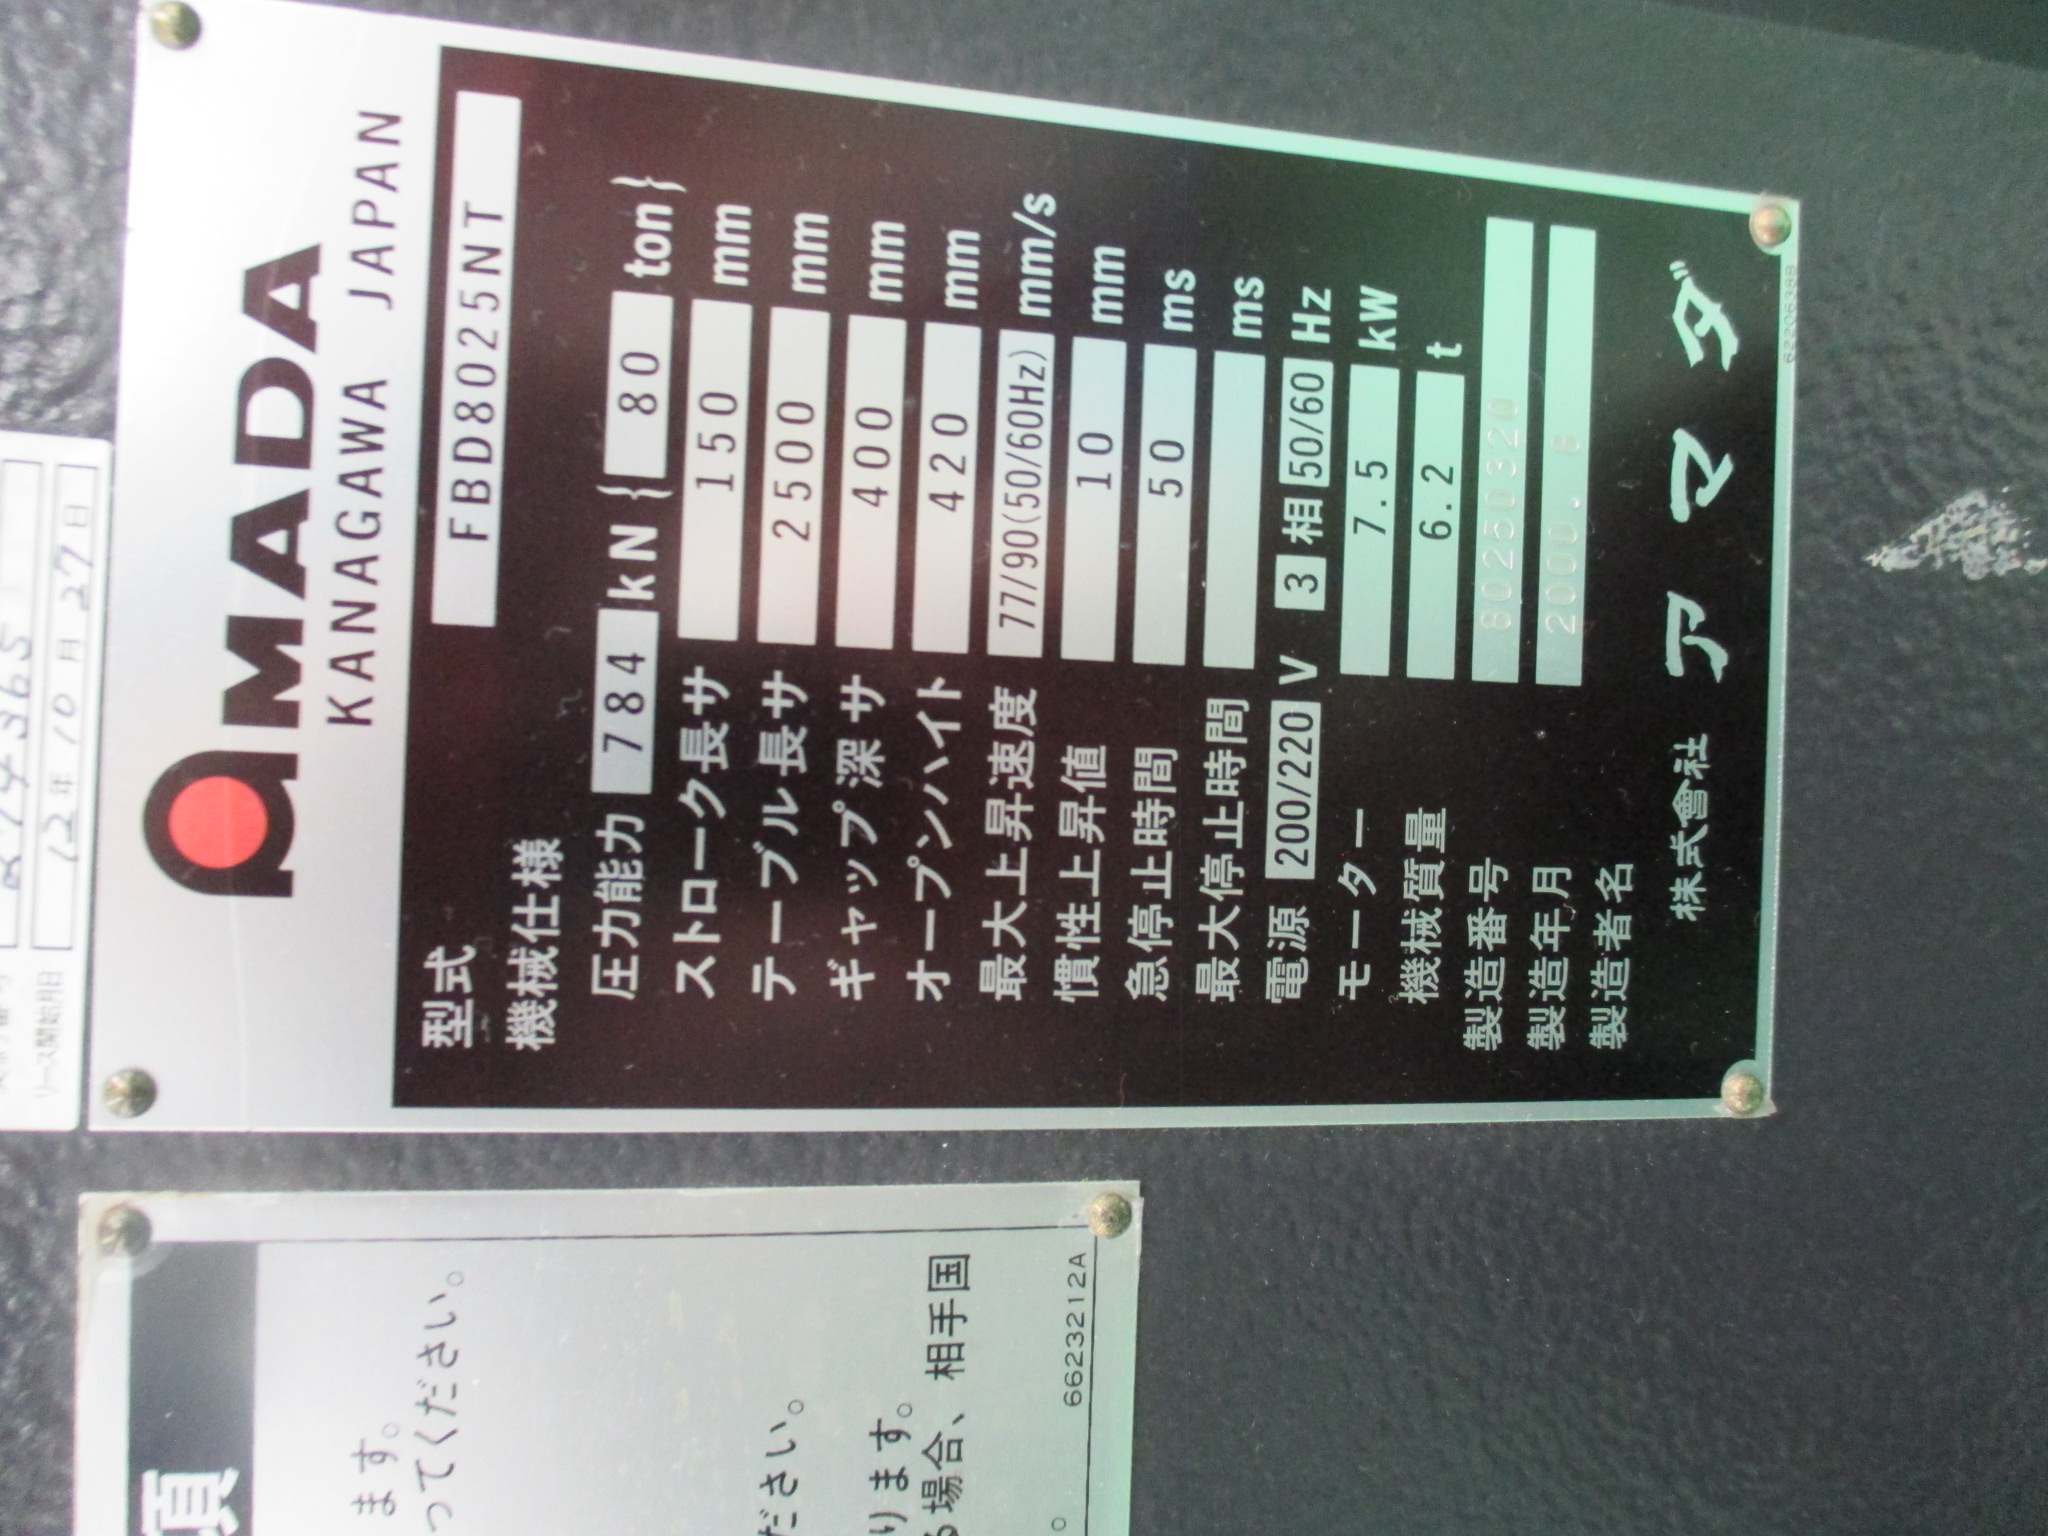 AMADA
KANAGAWA JAPAN
型式 FBD8025NT
機械仕様
圧力能力 784 kN { 80 ton }
ストローク長サ 150 mm
テーブル長サ 2500 mm
ギャップ深サ 400 mm
オープンハイト 420 mm
最大上昇速度 77/90(50/60Hz) mm/s
慣性上昇値 10 mm
急停止時間 50 ms
最大停止時間 ms
電源 200/220 V 3 相 50/60 Hz
モーター 7.5 kW
機械質量 6.2 t
製造番号 80250320
製造年月 2000.
製造者名
株式會社 アマダ
62206388
リース開始月日 12年 10月 27日
項
ます。
ってください。
ださい。
ります。
る場合、相手国
6623212A